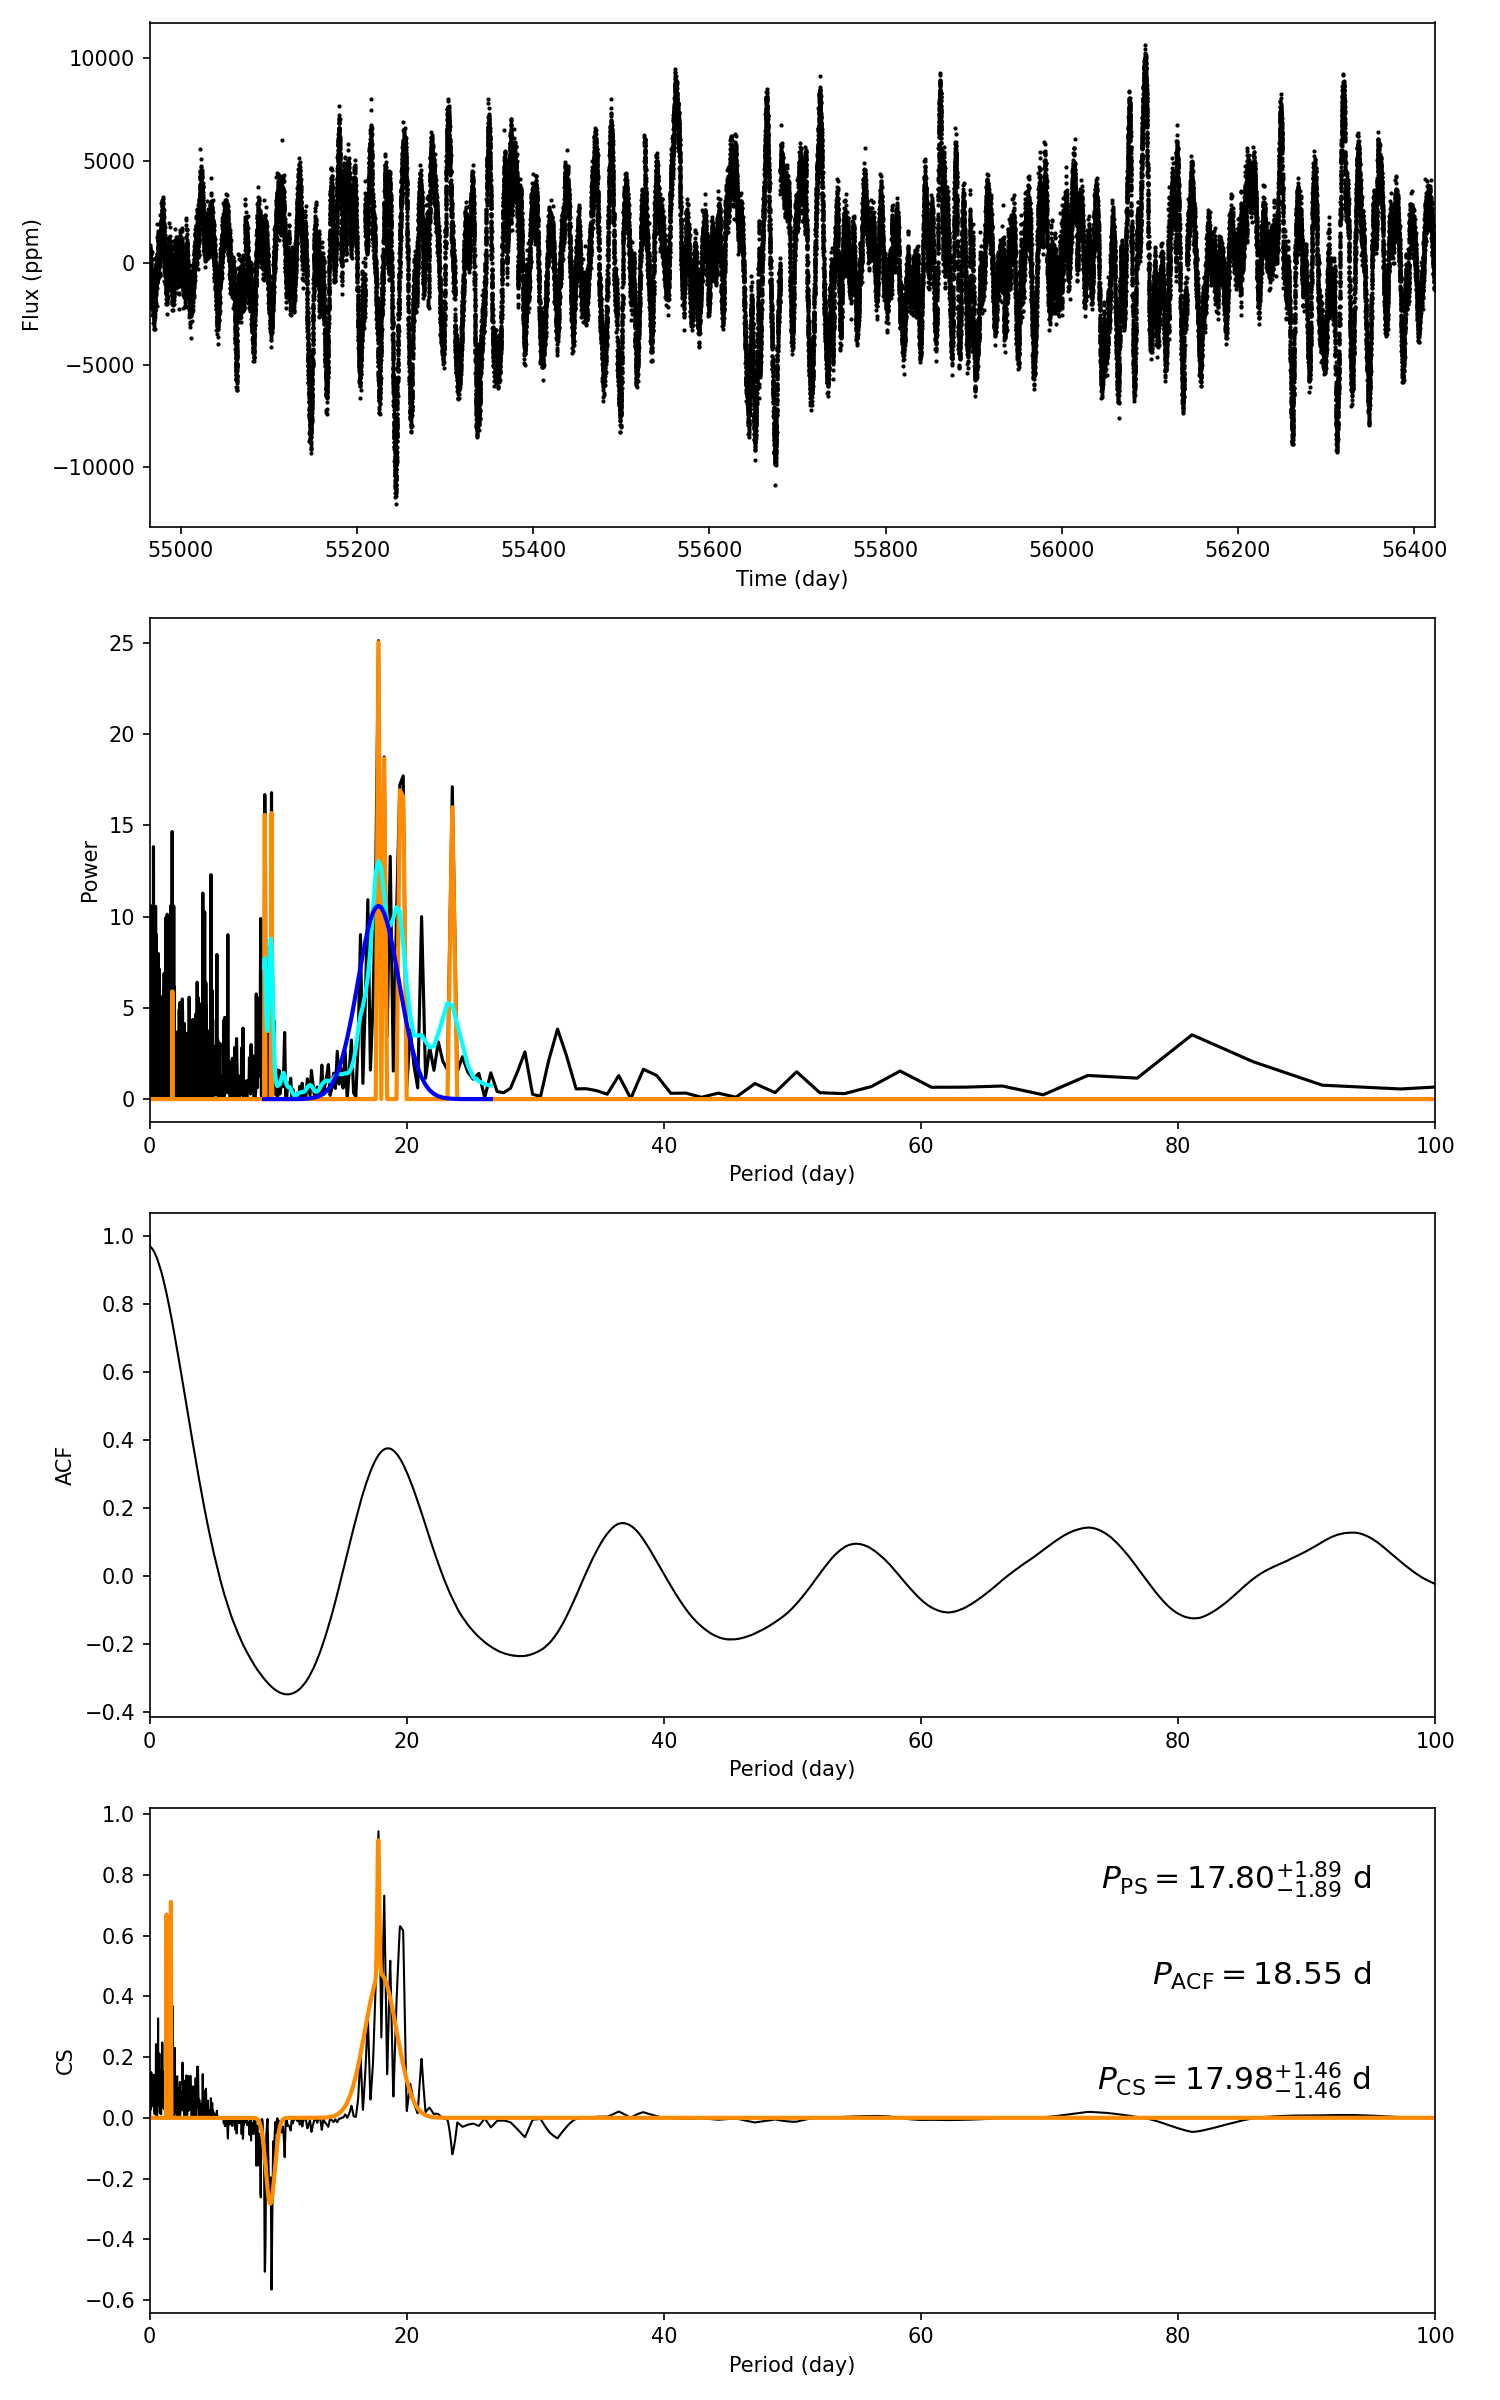 10000
5000
0
−5000
−10000
Flux (ppm)
55000 55200 55400 55600 55800 56000 56200 56400
Time (day)
25
20
15
10
5
0
Power
0 20 40 60 80 100
Period (day)
1.0
0.8
0.6
0.4
0.2
0.0
−0.2
−0.4
ACF
0 20 40 60 80 100
Period (day)
1.0
0.8
0.6
0.4
0.2
0.0
−0.2
−0.4
−0.6
CS
P_PS = 17.80 +1.89 −1.89 d
P_ACF = 18.55 d
P_CS = 17.98 +1.46 −1.46 d
0 20 40 60 80 100
Period (day)